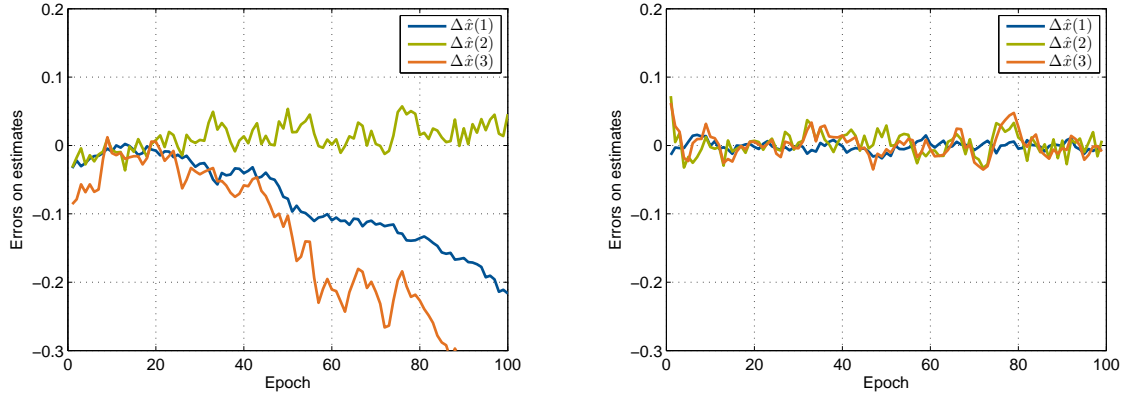 0.2
0.1
0
−0.1
−0.2
−0.3
Errors on estimates
0 20 40 60 80 100
Epoch
Δx̂(1)
Δx̂(2)
Δx̂(3)
0.2
0.1
0
−0.1
−0.2
−0.3
Errors on estimates
0 20 40 60 80 100
Epoch
Δx̂(1)
Δx̂(2)
Δx̂(3)